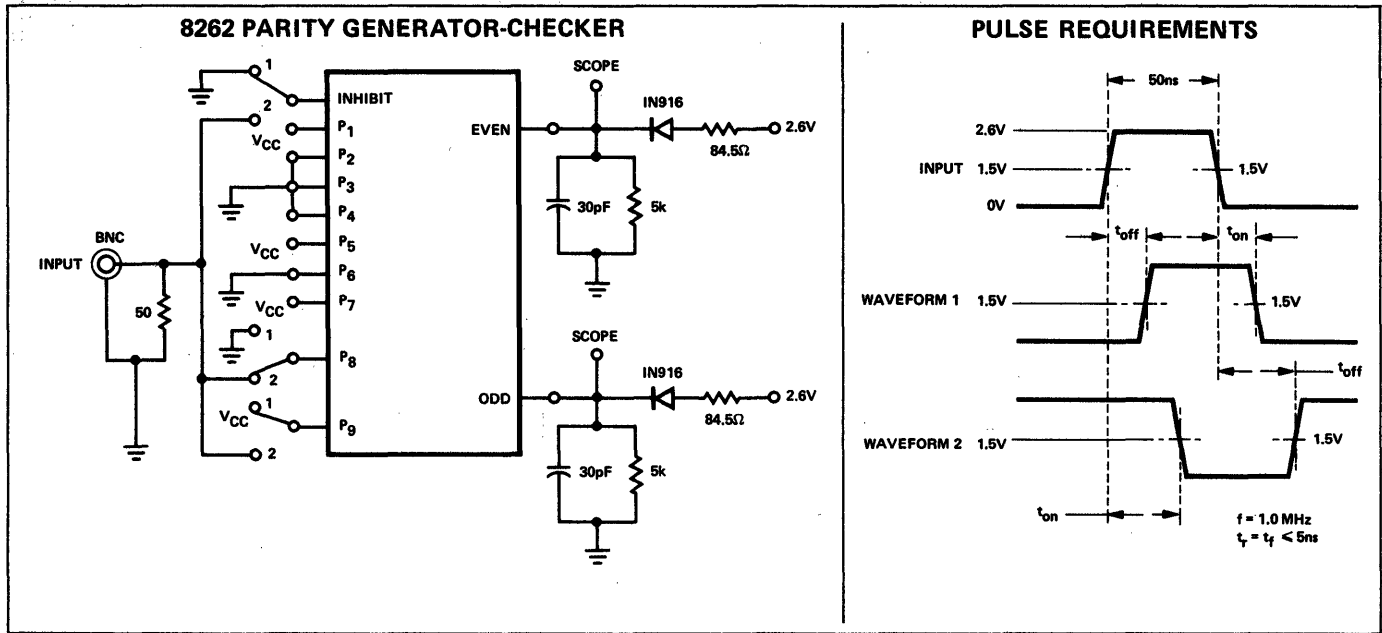 8262 PARITY GENERATOR-CHECKER
1
2
INHIBIT
VCC
P1
P2
P3
P4
VCC
P5
P6
VCC
P7
1
P8
2
VCC
1
P9
2
INPUT
BNC
50
EVEN
SCOPE
IN916
84.5Ω
2.6V
30pF
5k
ODD
SCOPE
IN916
84.5Ω
2.6V
30pF
5k
PULSE REQUIREMENTS
50ns
2.6V
INPUT 1.5V
1.5V
0V
toff
ton
WAVEFORM 1 1.5V
1.5V
toff
WAVEFORM 2 1.5V
1.5V
ton
f = 1.0 MHz
tr = tf ≤ 5ns